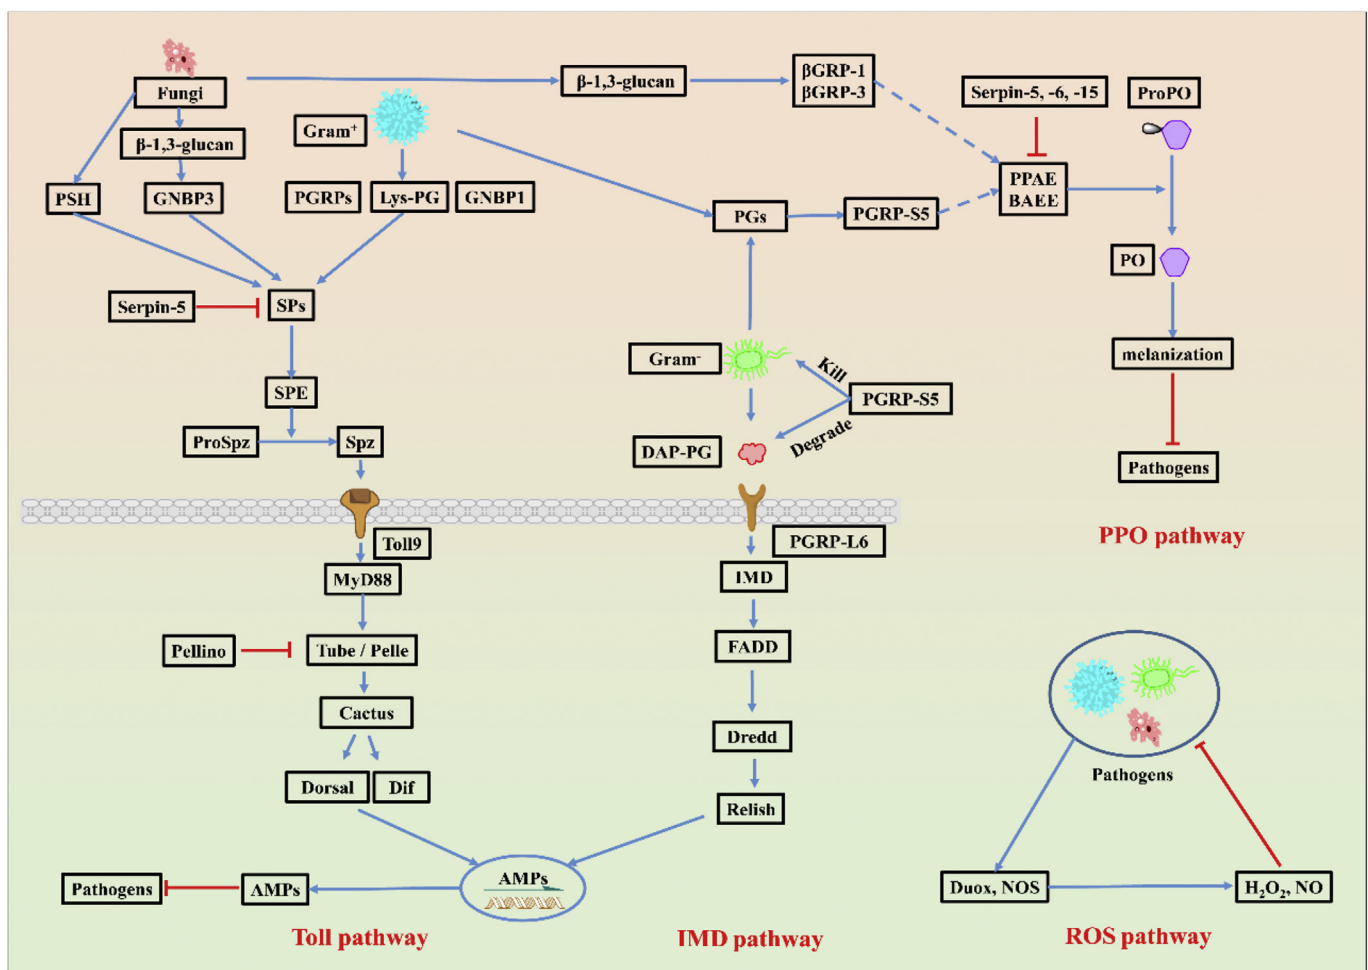 Fungi
β-1,3-glucan
βGRP-1
βGRP-3
Serpin-5, -6, -15
ProPO
Gram⁺
β-1,3-glucan
PSH
GNBP3
PGRPs
Lys-PG
GNBP1
PGs
PGRP-S5
PPAE
BAEE
PO
Serpin-5
SPs
Gram⁻
Kill
PGRP-S5
Degrade
melanization
SPE
ProSpz
Spz
DAP-PG
Pathogens
Toll9
PGRP-L6
PPO pathway
MyD88
IMD
Pellino
Tube / Pelle
FADD
Cactus
Dredd
Dorsal
Dif
Relish
Pathogens
Pathogens
AMPs
AMPs
Duox, NOS
H₂O₂, NO
Toll pathway
IMD pathway
ROS pathway